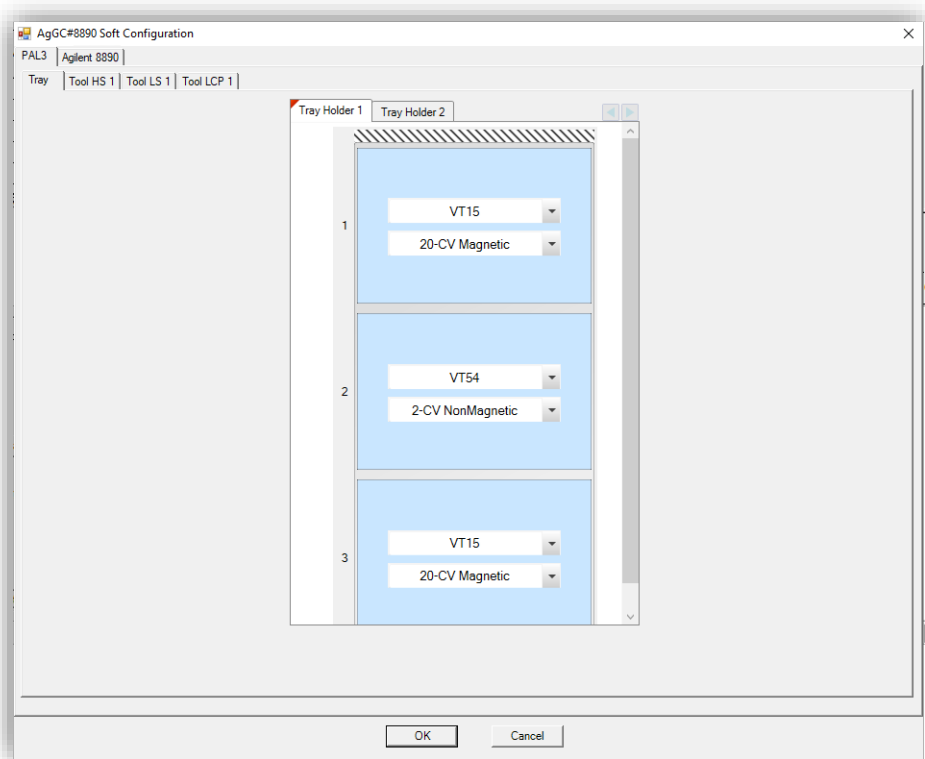 AgGC#8890 Soft Configuration
PAL3 Agilent 8890
Tray Tool HS 1 Tool LS 1 Tool LCP 1
Tray Holder 1 Tray Holder 2
1
VT15
20-CV Magnetic
2
VT54
2-CV NonMagnetic
3
VT15
20-CV Magnetic
OK Cancel